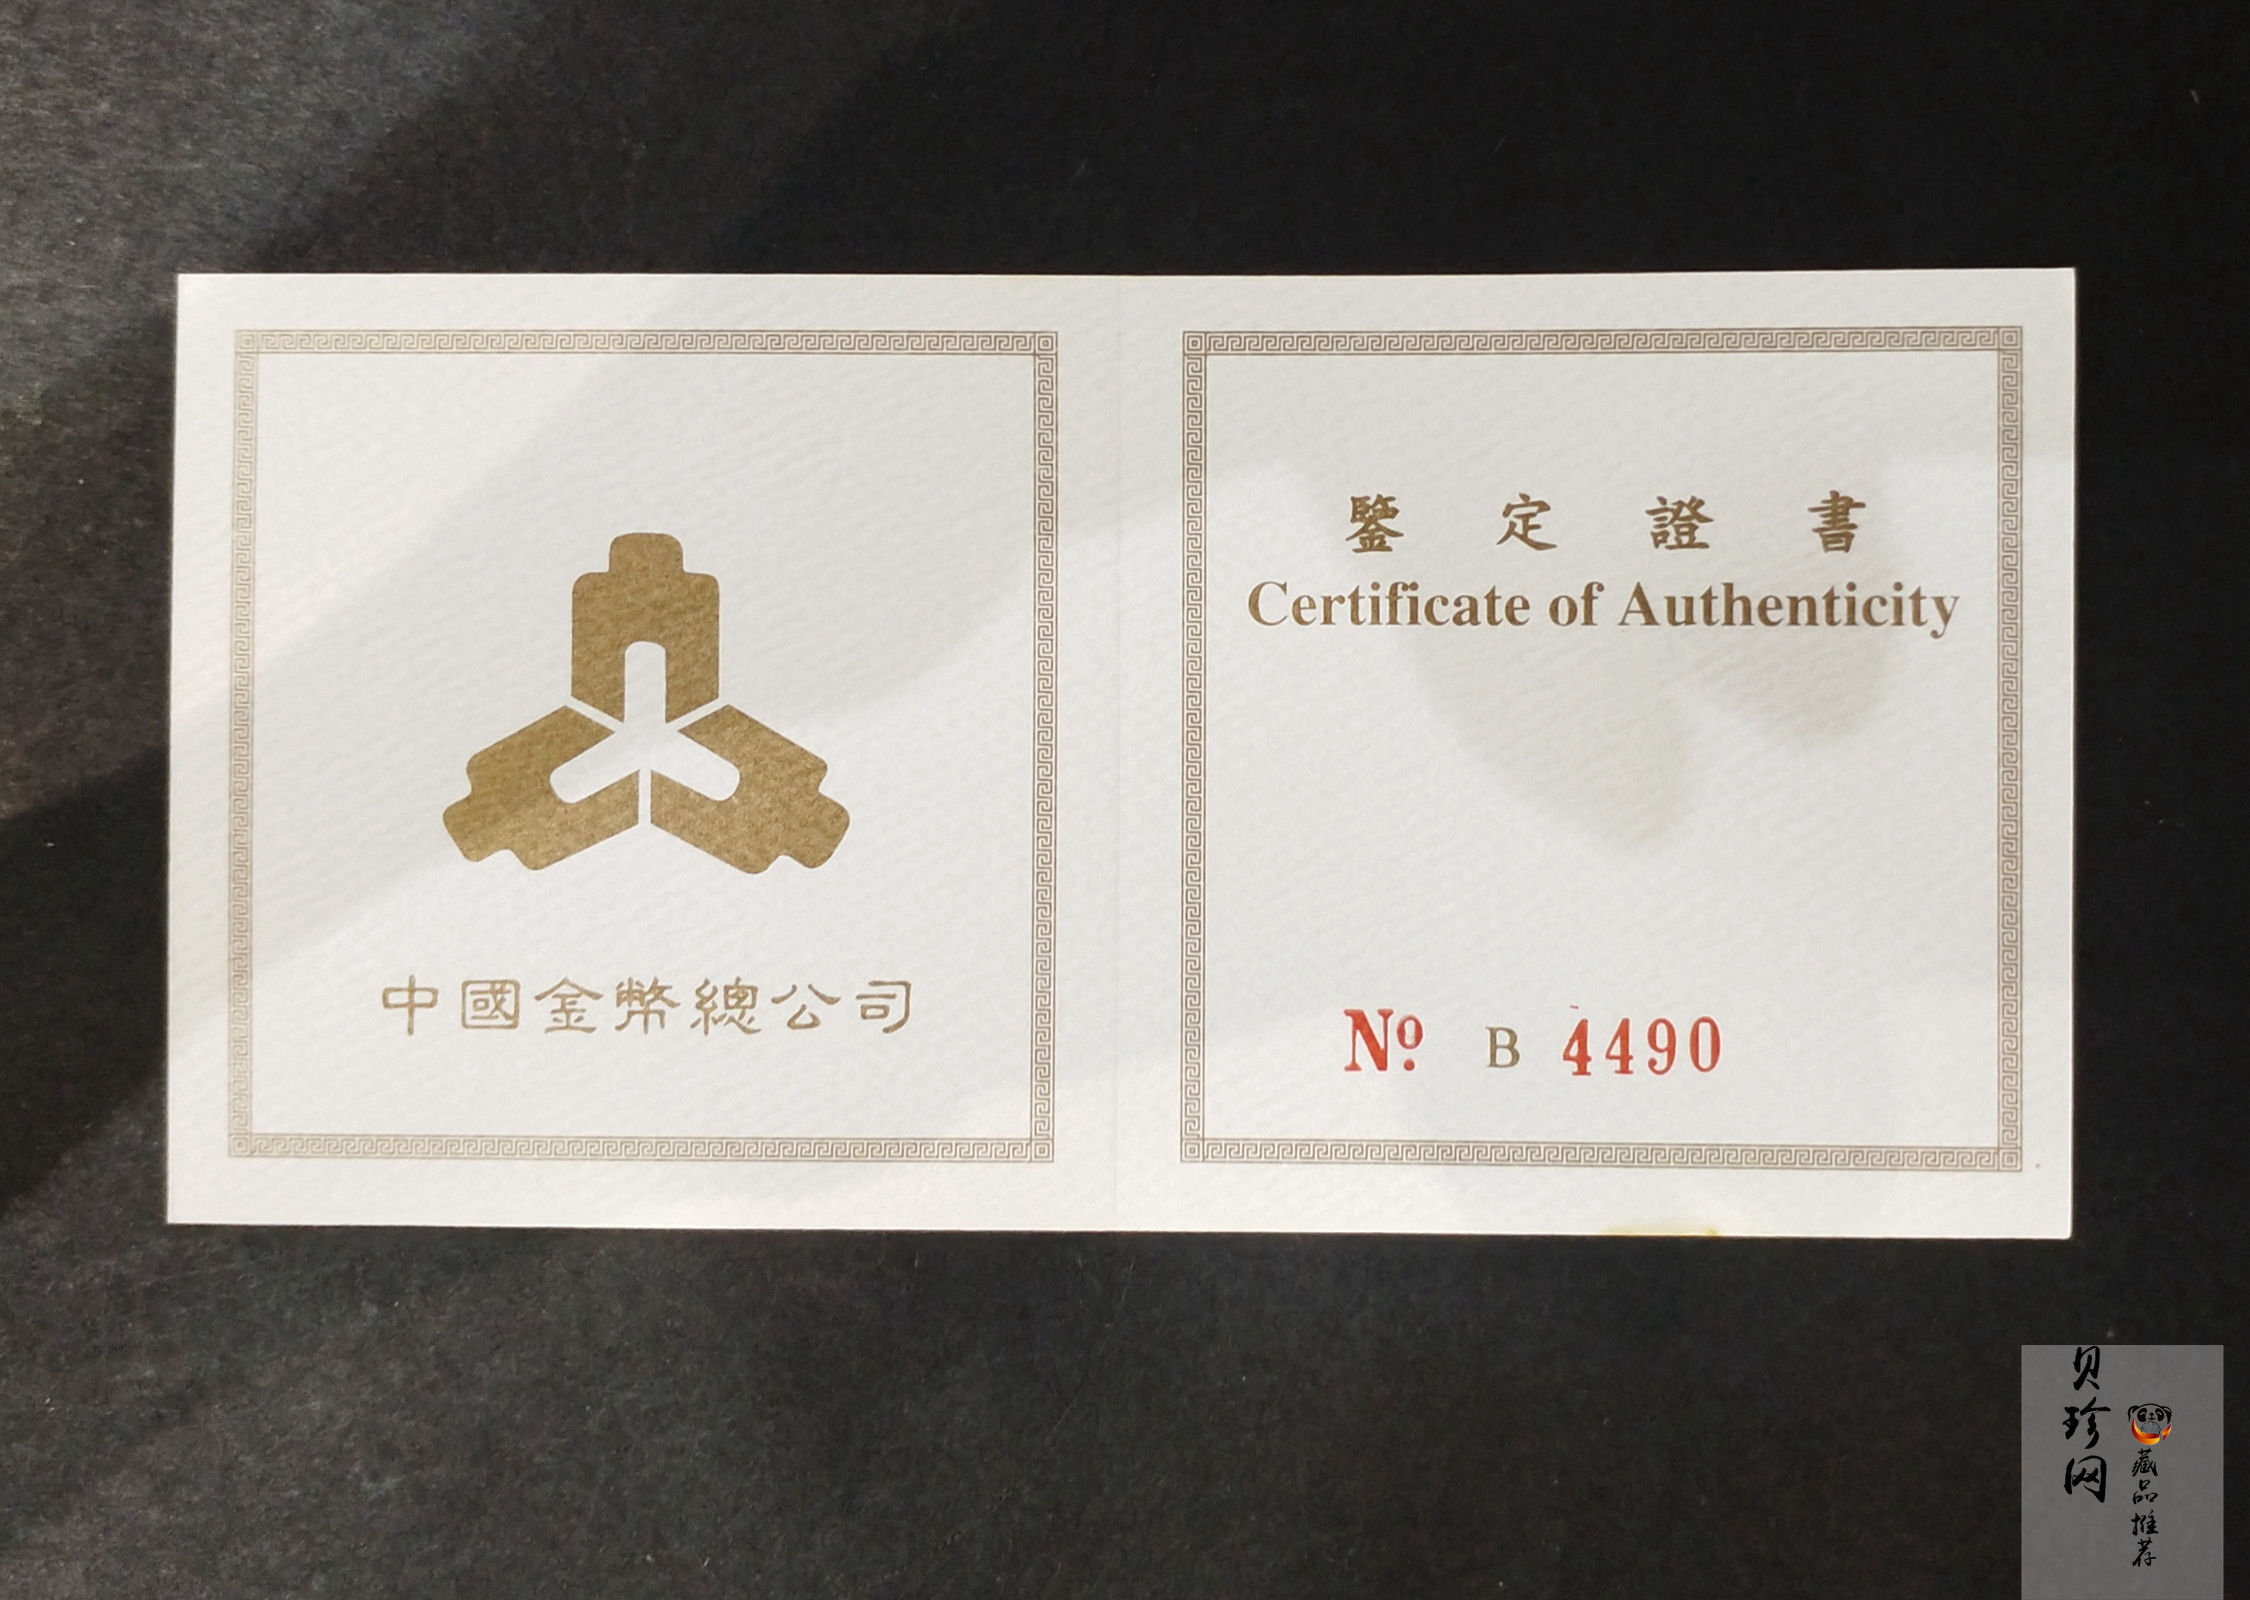 中國金幣總公司
鑒定證書
Certificate of Authenticity
Nº B 4490
贝珍网
藏品推荐